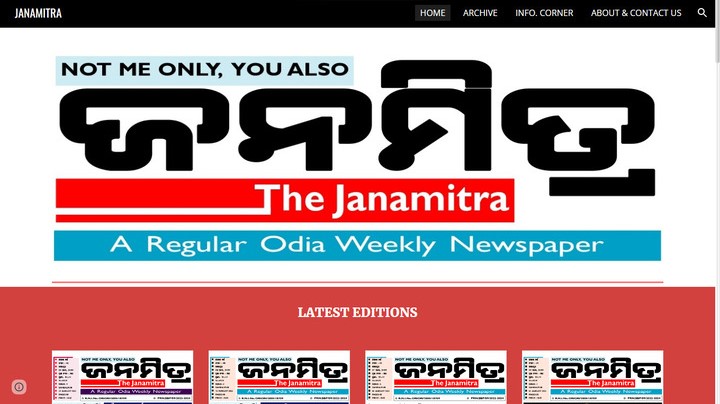 JANAMITRA
HOME ARCHIVE INFO. CORNER ABOUT & CONTACT US
NOT ME ONLY, YOU ALSO
ଜନମିତ୍ର
The Janamitra
A Regular Odia Weekly Newspaper
LATEST EDITIONS
NOT ME ONLY, YOU ALSO
ଜନମିତ୍ର
The Janamitra
A Regular Odia Weekly Newspaper
NOT ME ONLY, YOU ALSO
ଜନମିତ୍ର
The Janamitra
A Regular Odia Weekly Newspaper
NOT ME ONLY, YOU ALSO
ଜନମିତ୍ର
The Janamitra
A Regular Odia Weekly Newspaper
NOT ME ONLY, YOU ALSO
ଜନମିତ୍ର
The Janamitra
A Regular Odia Weekly Newspaper